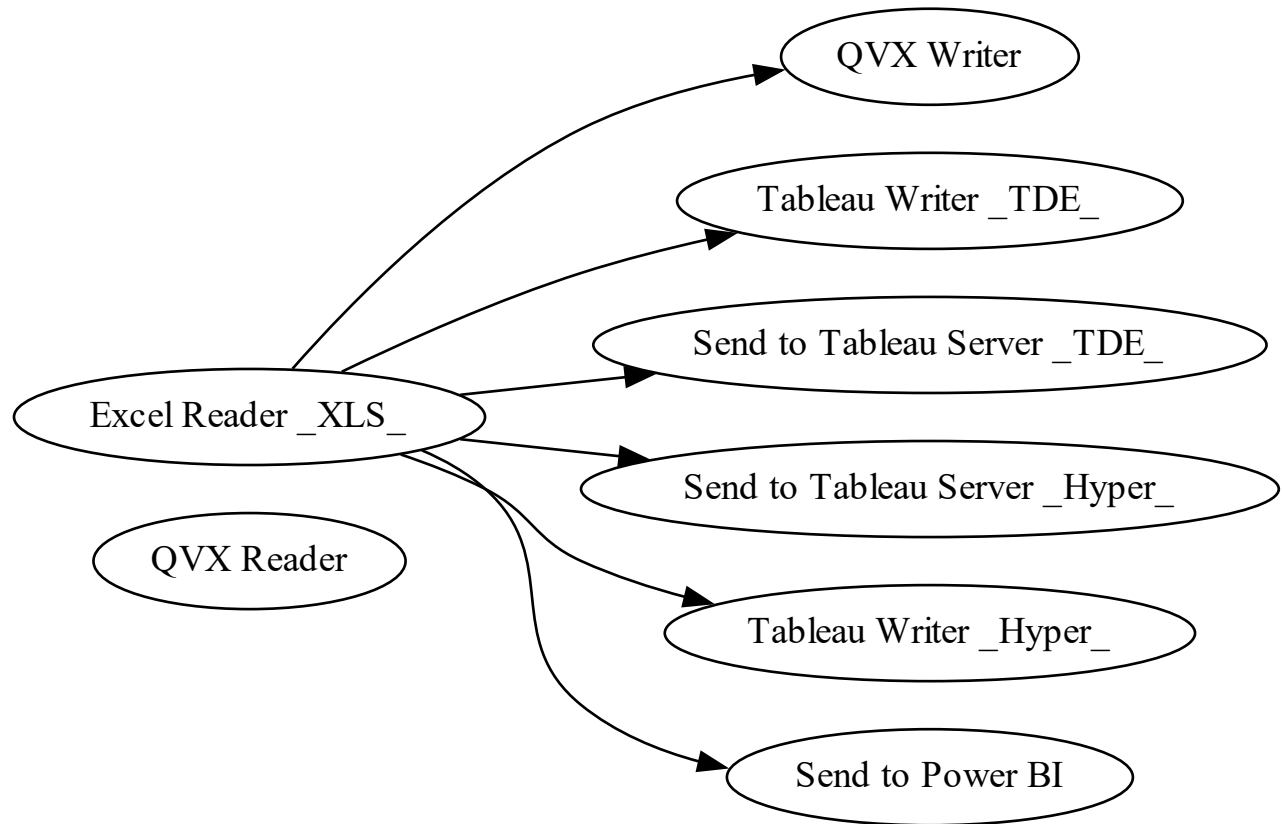 QVX Writer
Tableau Writer _TDE_
Send to Tableau Server _TDE_
Excel Reader _XLS_
Send to Tableau Server _Hyper_
QVX Reader
Tableau Writer _Hyper_
Send to Power BI